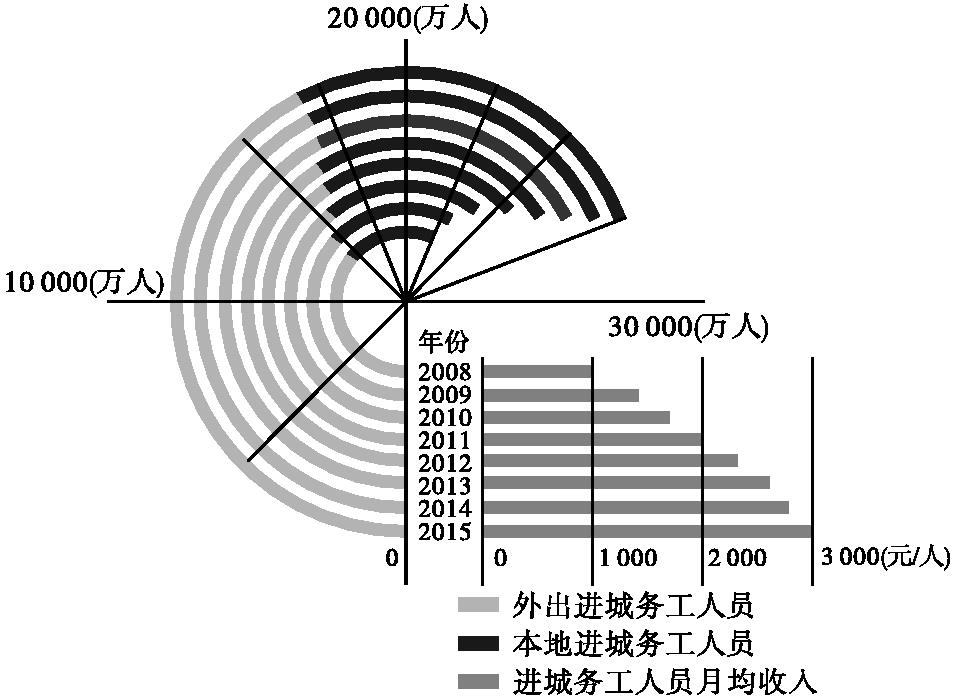 20 000(万人)
10 000(万人)
30 000(万人)
年份
2008
2009
2010
2011
2012
2013
2014
2015
0
0
1 000
2 000
3 000(元/人)
外出进城务工人员
本地进城务工人员
进城务工人员月均收入